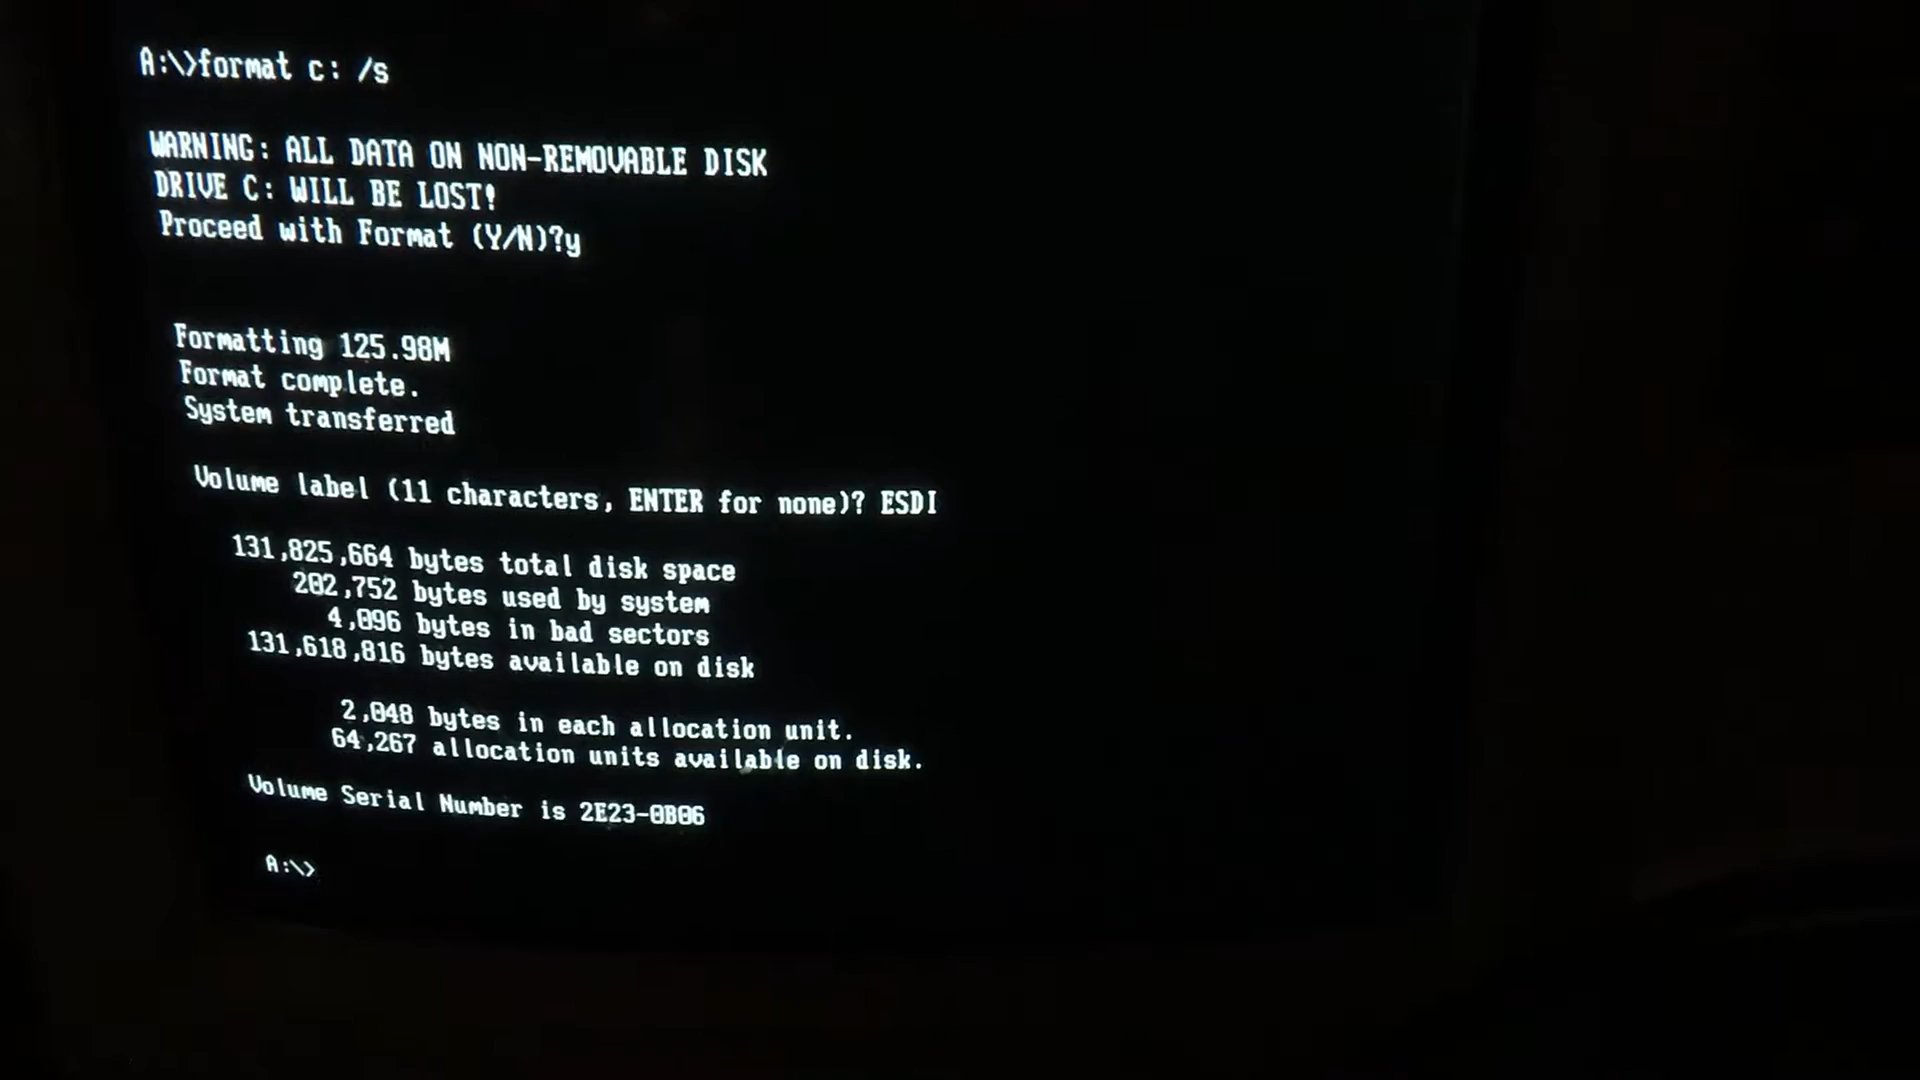 A:\>format c: /s
WARNING: ALL DATA ON NON-REMOVABLE DISK
DRIVE C: WILL BE LOST!
Proceed with Format (Y/N)?y
Formatting 125.98M
Format complete.
System transferred
Volume label (11 characters, ENTER for none)? ESDI
131,825,664 bytes total disk space
202,752 bytes used by system
4,096 bytes in bad sectors
131,618,816 bytes available on disk
2,048 bytes in each allocation unit.
64,267 allocation units available on disk.
Volume Serial Number is 2E23-0B06
A:\>